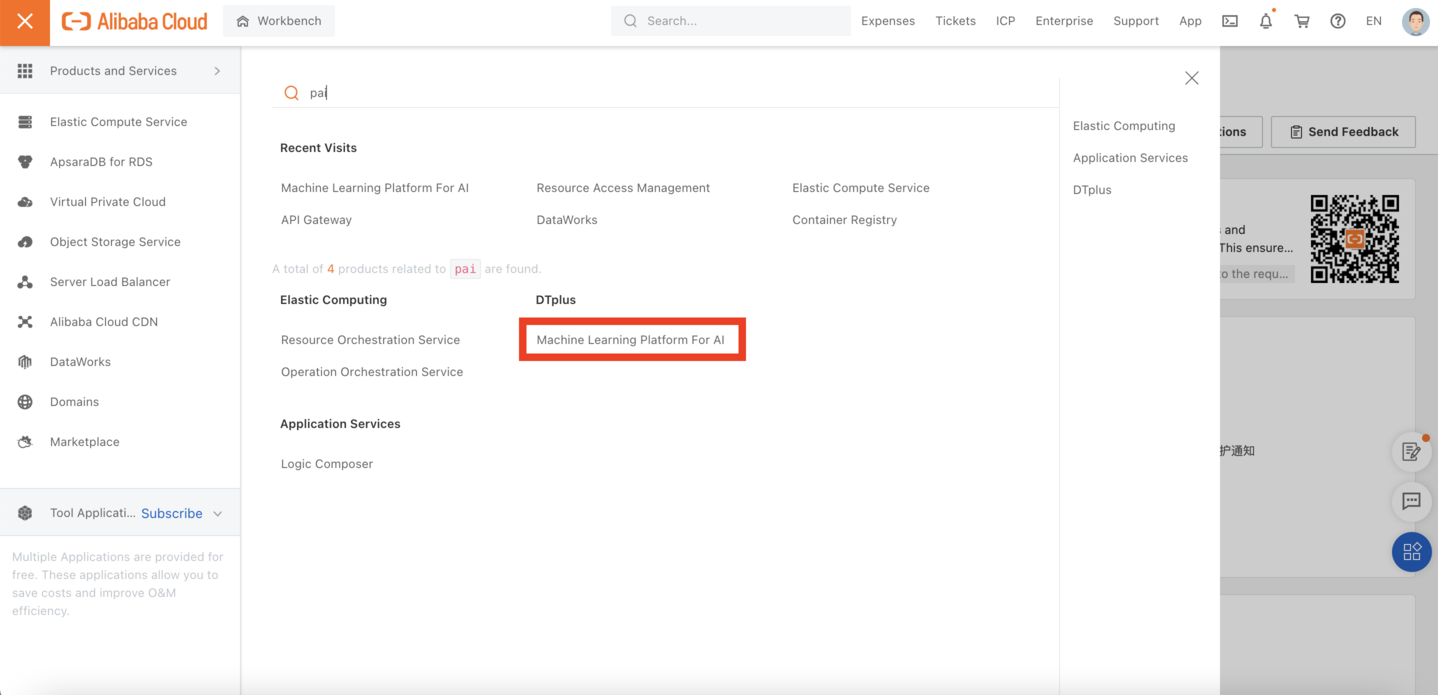 Alibaba Cloud
Workbench
Search...
Expenses
Tickets
ICP
Enterprise
Support
App
EN
Products and Services
Elastic Compute Service
ApsaraDB for RDS
Virtual Private Cloud
Object Storage Service
Server Load Balancer
Alibaba Cloud CDN
DataWorks
Domains
Marketplace
Tool Applicati... Subscribe
Multiple Applications are provided for
free. These applications allow you to
save costs and improve O&M
efficiency.
pai
Recent Visits
Machine Learning Platform For AI
Resource Access Management
Elastic Compute Service
API Gateway
DataWorks
Container Registry
A total of 4 products related to pai are found.
Elastic Computing
DTplus
Resource Orchestration Service
Machine Learning Platform For AI
Operation Orchestration Service
Application Services
Logic Composer
Elastic Computing
Application Services
DTplus
tions
Send Feedback
s and
This ensure...
to the requ...
护通知